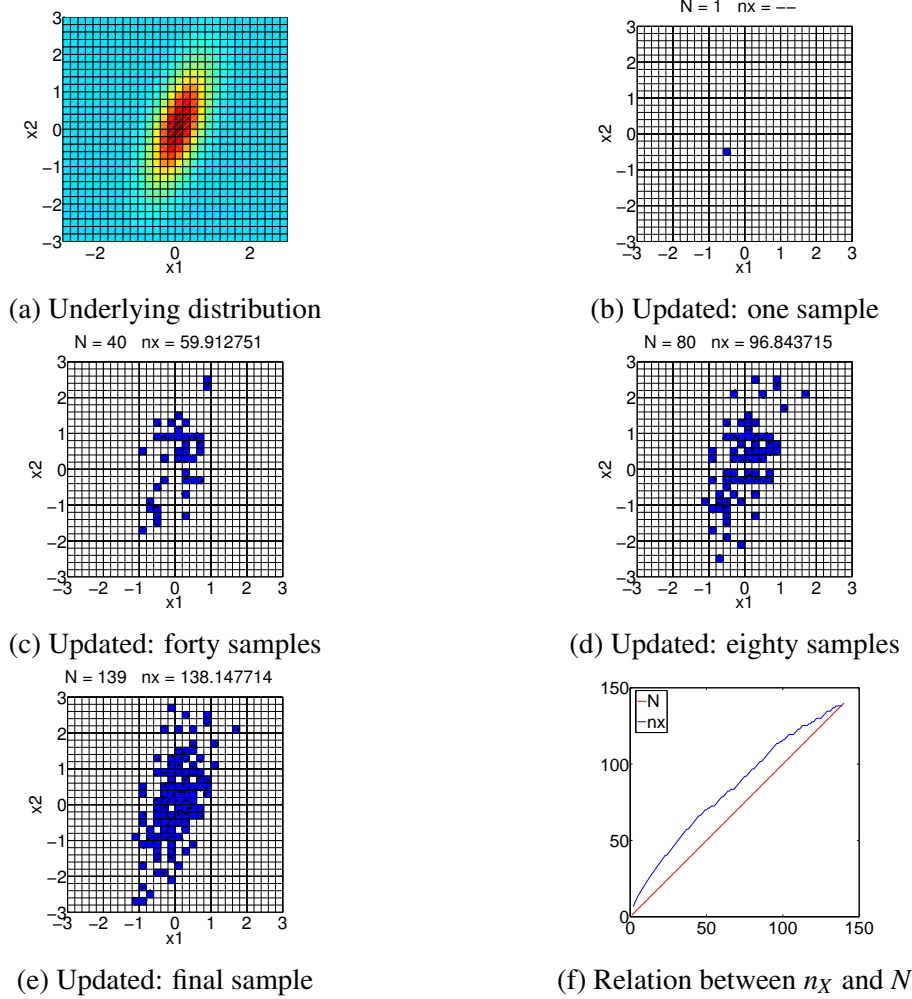 3
2
1
0
−1
−2
−3
x2
−2 0 2
x1
(a) Underlying distribution
N = 1 nx = −−
3
2
1
0
−1
−2
−3
x2
−3 −2 −1 0 1 2 3
x1
(b) Updated: one sample
N = 40 nx = 59.912751
3
2
1
0
−1
−2
−3
x2
−3 −2 −1 0 1 2 3
x1
(c) Updated: forty samples
N = 80 nx = 96.843715
3
2
1
0
−1
−2
−3
x2
−3 −2 −1 0 1 2 3
x1
(d) Updated: eighty samples
N = 139 nx = 138.147714
3
2
1
0
−1
−2
−3
x2
−3 −2 −1 0 1 2 3
x1
(e) Updated: final sample
150
100
50
0
N
nx
0 50 100 150
(f) Relation between nX and N